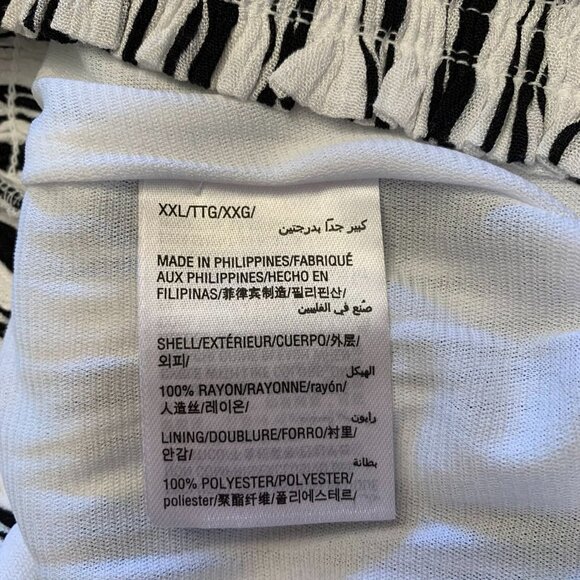 XXL/TTG/XXG/
كبير جدًا بدرجتين
MADE IN PHILIPPINES/FABRIQUÉ
AUX PHILIPPINES/HECHO EN
FILIPINAS/菲律宾制造/필리핀산/
صُنع في الفلبين
SHELL/EXTÉRIEUR/CUERPO/外层/
외피/
الهيكل
100% RAYON/RAYONNE/rayón/
人造丝/레이온/
رايون
LINING/DOUBLURE/FORRO/衬里/
안감/
بطانة
100% POLYESTER/POLYESTER/
poliester/聚酯纤维/폴리에스테르/